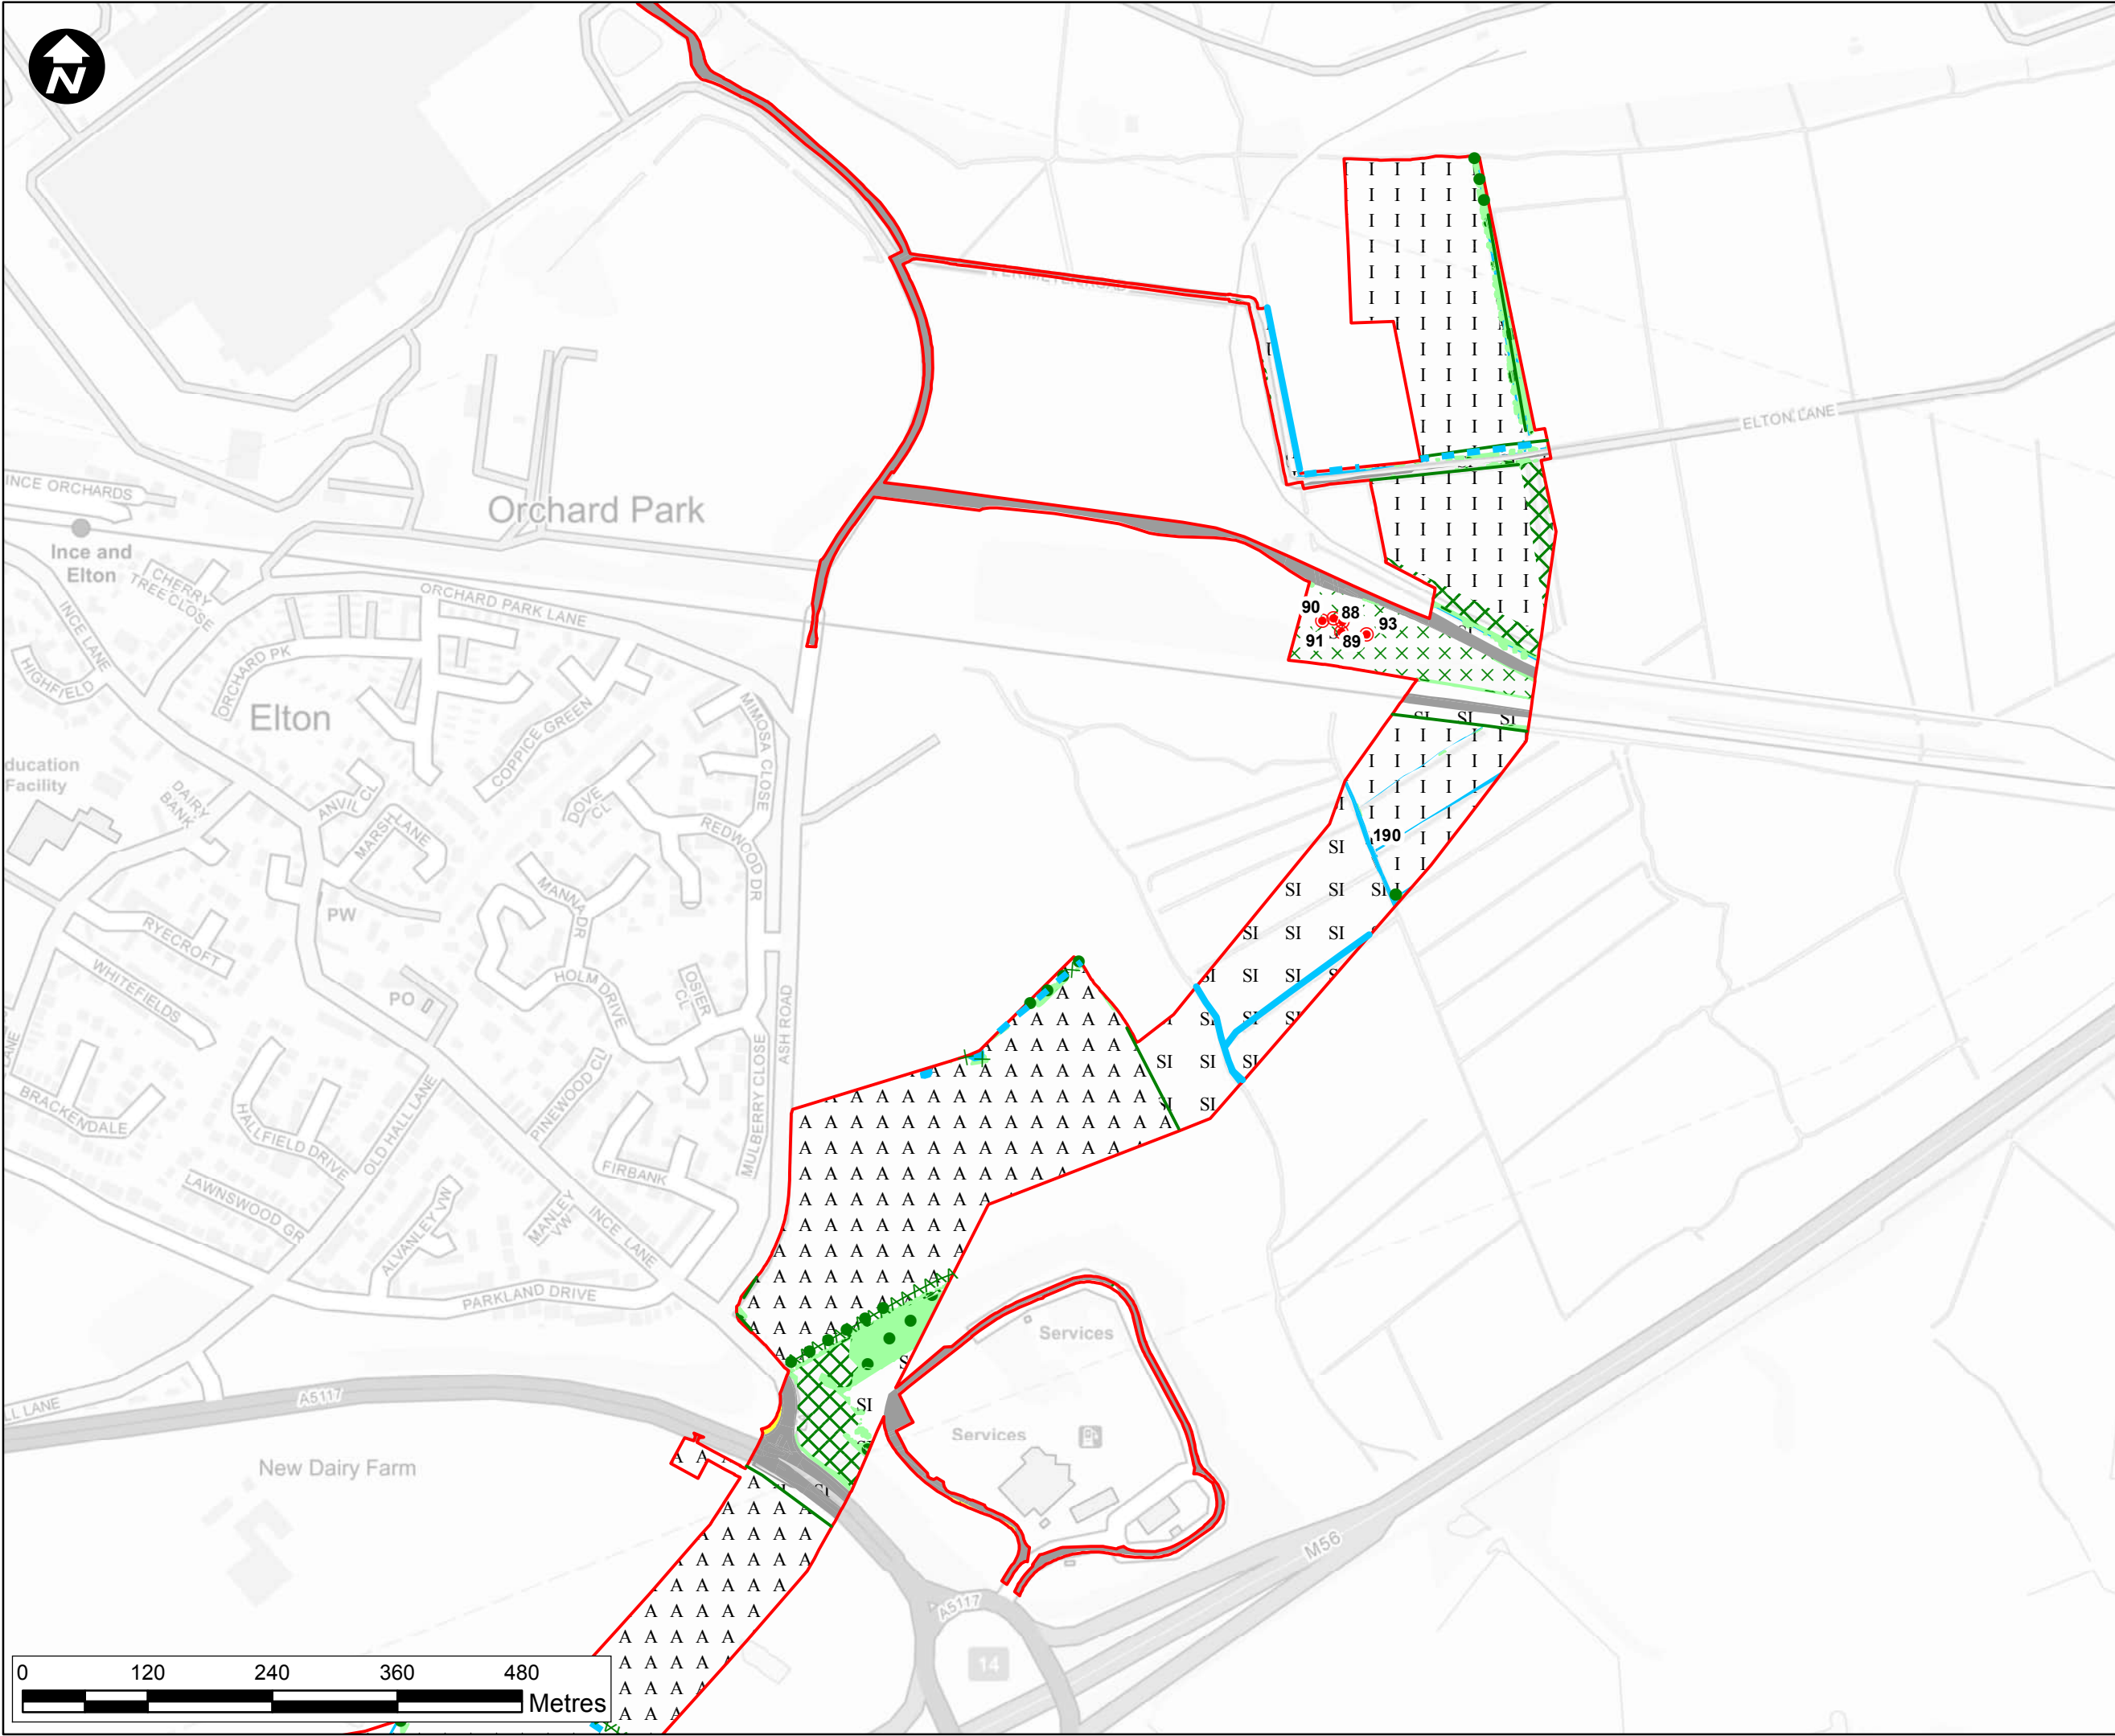 N
ELTON LANE
INCE ORCHARDS
Orchard Park
Ince and
Elton
CHERRY
TREE CLOSE
ORCHARD PARK LANE
INCE LANE
HIGHFIELD
ORCHARD PK
Elton
COPPICE GREEN
MIMOSA CLOSE
90
88
93
91
89
SI SI SI
190
ducation
Facility
DAIRY
BANK
ANVIL CL
MARSH LANE
DOVE
CL
REDWOOD DR
MANNA DR
PW
RYECROFT
WHITEFIELDS
HOLM DRIVE
OSIER
CL
PO
ASH ROAD
MULBERRY CLOSE
PINEWOOD CL
BRACKENDALE
HALLFIELD DRIVE
OLD HALL LANE
FIRBANK
LAWNSWOOD GR
ALVANLEY VW
MANLEY
VW
INCE LANE
PARKLAND DRIVE
Services
SI
A5117
LL LANE
Services
New Dairy Farm
M56
A5117
14
0 120 240 360 480
Metres